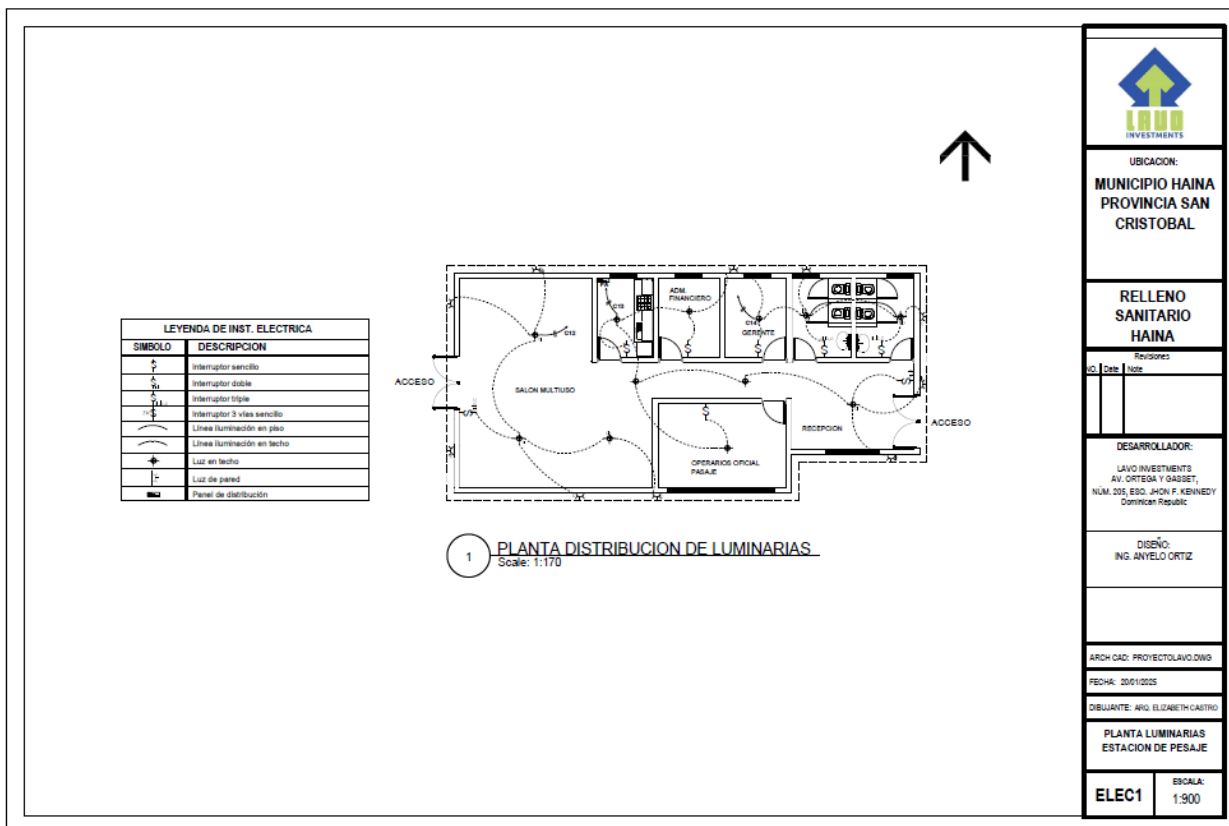 LEYENDA DE INST. ELECTRICA
SIMBOLO DESCRIPCION
S Interruptor sencillo
S Interruptor doble
S Interruptor triple
S Interruptor 3 vías sencillo
Línea iluminación en piso
Línea iluminación en techo
Luz en techo
Luz de pared
Panel de distribución
ACCESO
SALON MULTIUSO
C13
C15
S
ADM.
FINANCIERO
S
C14
GERENTE
S
S
S
S
S
S
OPERARIOS OFICIAL
PASAJE
RECEPCION
ACCESO
1
PLANTA DISTRIBUCION DE LUMINARIAS
Scale: 1:170
LAVO
INVESTMENTS
UBICACION:
MUNICIPIO HAINA
PROVINCIA SAN
CRISTOBAL
RELLENO
SANITARIO
HAINA
Revisiones
NO. Date Note
DESARROLLADOR:
LAVO INVESTMENTS
AV. ORTEGA Y GASSET,
NÚM. 205, ESQ. JHON F. KENNEDY
Dominican Republic
DISEÑO:
ING. ANYELO ORTIZ
ARCH CAD: PROYECTOLAVO.DWG
FECHA: 20/01/2025
DIBUJANTE: ARQ. ELIZABETH CASTRO
PLANTA LUMINARIAS
ESTACION DE PESAJE
ELEC1
ESCALA:
1:900